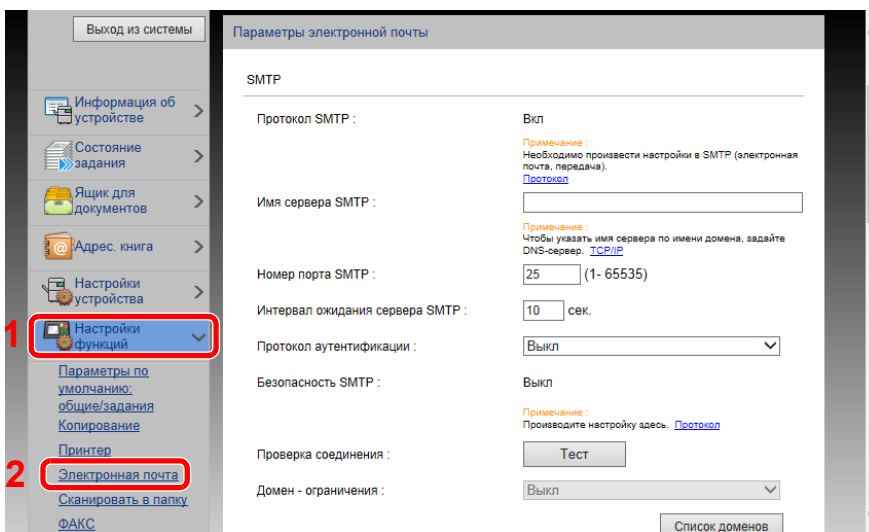 Выход из системы
Информация об
устройстве
Состояние
задания
Ящик для
документов
Адрес. книга
Настройки
устройства
1
Настройки
функций
Параметры по
умолчанию:
общие/задания
Копирование
Принтер
2
Электронная почта
Сканировать в папку
ФАКС
Параметры электронной почты
SMTP
Протокол SMTP :
Вкл
Примечание :
Необходимо произвести настройки в SMTP (электронная
почта, передача).
Протокол
Имя сервера SMTP :
Примечание :
Чтобы указать имя сервера по имени домена, задайте
DNS-сервер. TCP/IP
Номер порта SMTP :
25 (1- 65535)
Интервал ожидания сервера SMTP :
10 сек.
Протокол аутентификации :
Выкл
Безопасность SMTP :
Выкл
Примечание :
Производите настройку здесь. Протокол
Проверка соединения :
Тест
Домен - ограничения :
Выкл
Список доменов